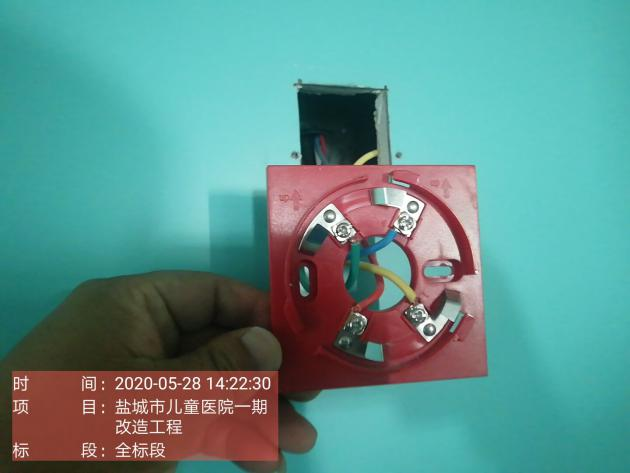 时 间：2020-05-28 14:22:30
项 目：盐城市儿童医院一期
改造工程
标 段：全标段